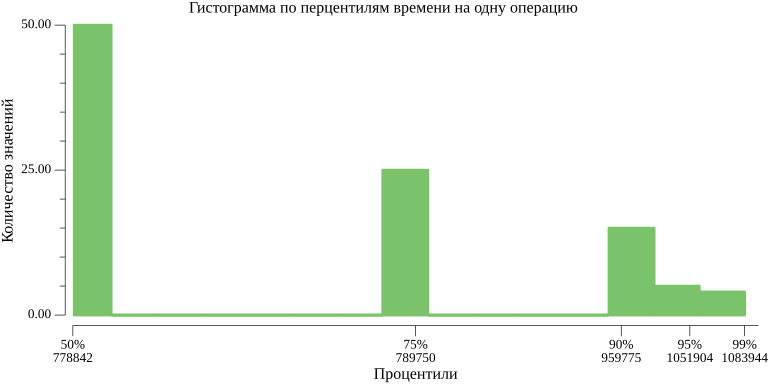 Гистограмма по перцентилям времени на одну операцию
50.00
25.00
0.00
Количество значений
50% 75% 90% 95% 99%
778842 789750 959775 1051904 1083944
Процентили